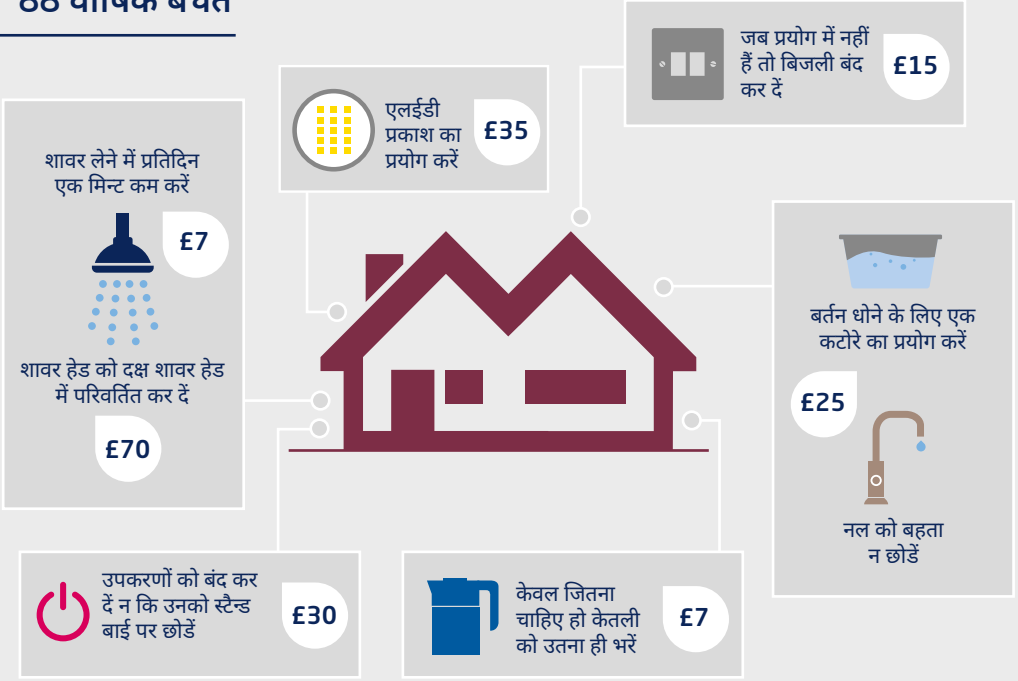 वार्षिक बचत
शावर लेने में प्रतिदिन
एक मिन्ट कम करें
£7
शावर हेड को दक्ष शावर हेड
में परिवर्तित कर दें
£70
एलईडी
प्रकाश का
प्रयोग करें
£35
जब प्रयोग में नहीं
हैं तो बिजली बंद
कर दें
£15
बर्तन धोने के लिए एक
कटोरे का प्रयोग करें
£25
नल को बहता
न छोडें
उपकरणों को बंद कर
दें न कि उनको स्टैन्ड
बाई पर छोडें
£30
केवल जितना
चाहिए हो केतली
को उतना ही भरें
£7